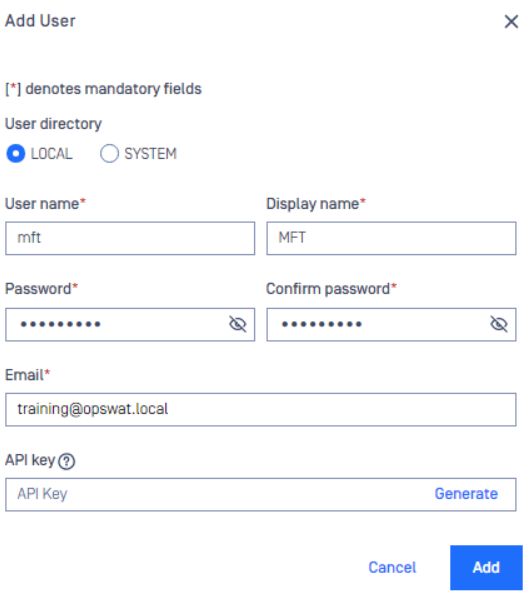 Add User
[*] denotes mandatory fields
User directory
LOCAL SYSTEM
User name* Display name*
mft MFT
Password* Confirm password*
••••••••• •••••••••
Email*
training@opswat.local
API key ?
API Key Generate
Cancel Add